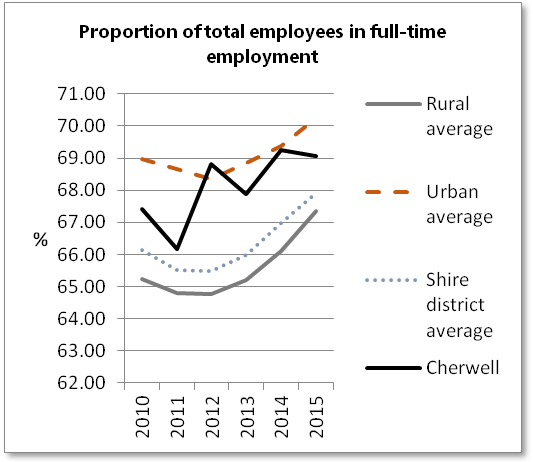 Proportion of total employees in full-time
employment
71.00
70.00
69.00
68.00
67.00
66.00
65.00
64.00
63.00
62.00
%
2010
2011
2012
2013
2014
2015
Rural
average
Urban
average
Shire
district
average
Cherwell